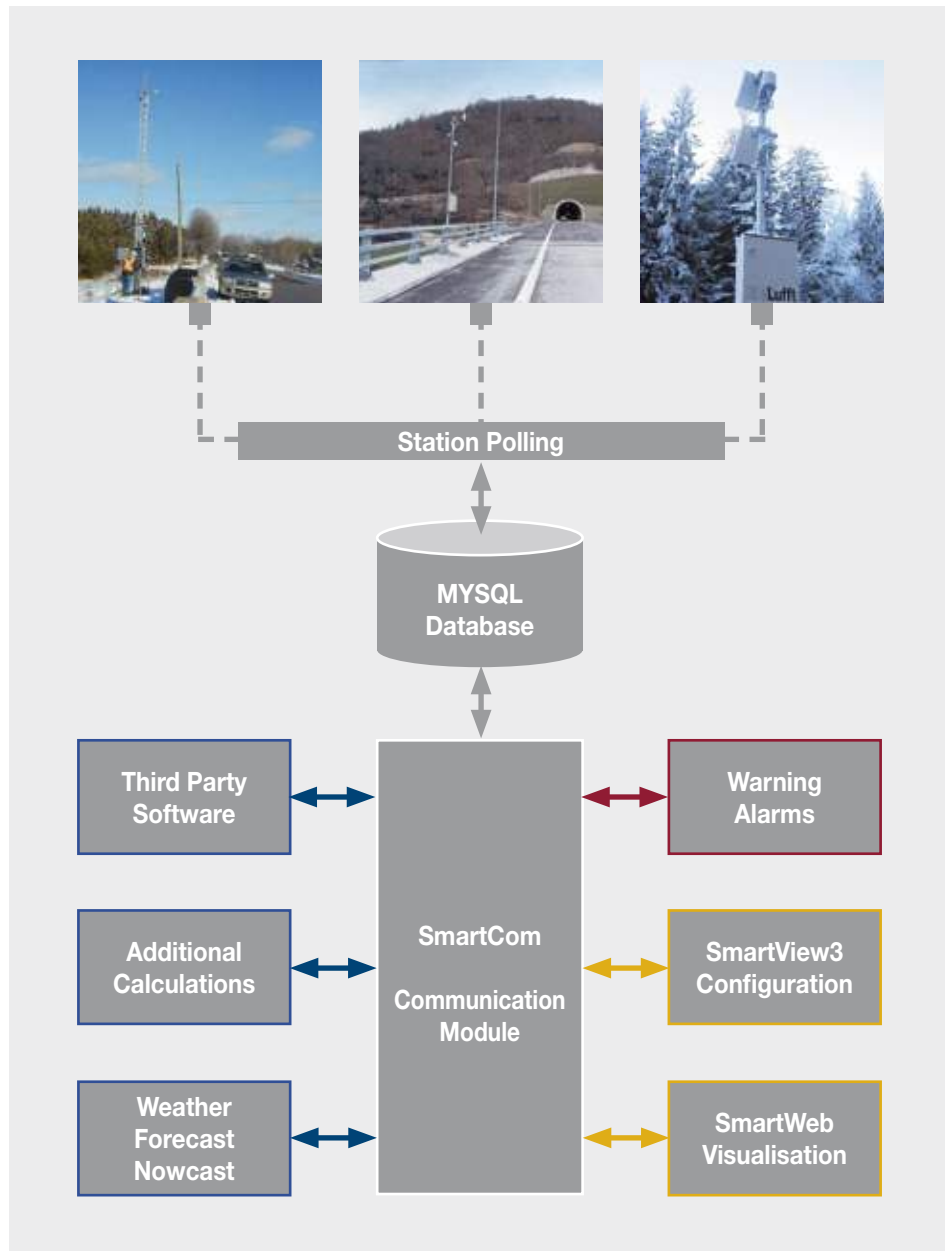 Lufft
Station Polling
MYSQL
Database
Third Party
Software
Warning
Alarms
SmartCom
Communication
Module
Additional
Calculations
SmartView3
Configuration
Weather
Forecast
Nowcast
SmartWeb
Visualisation